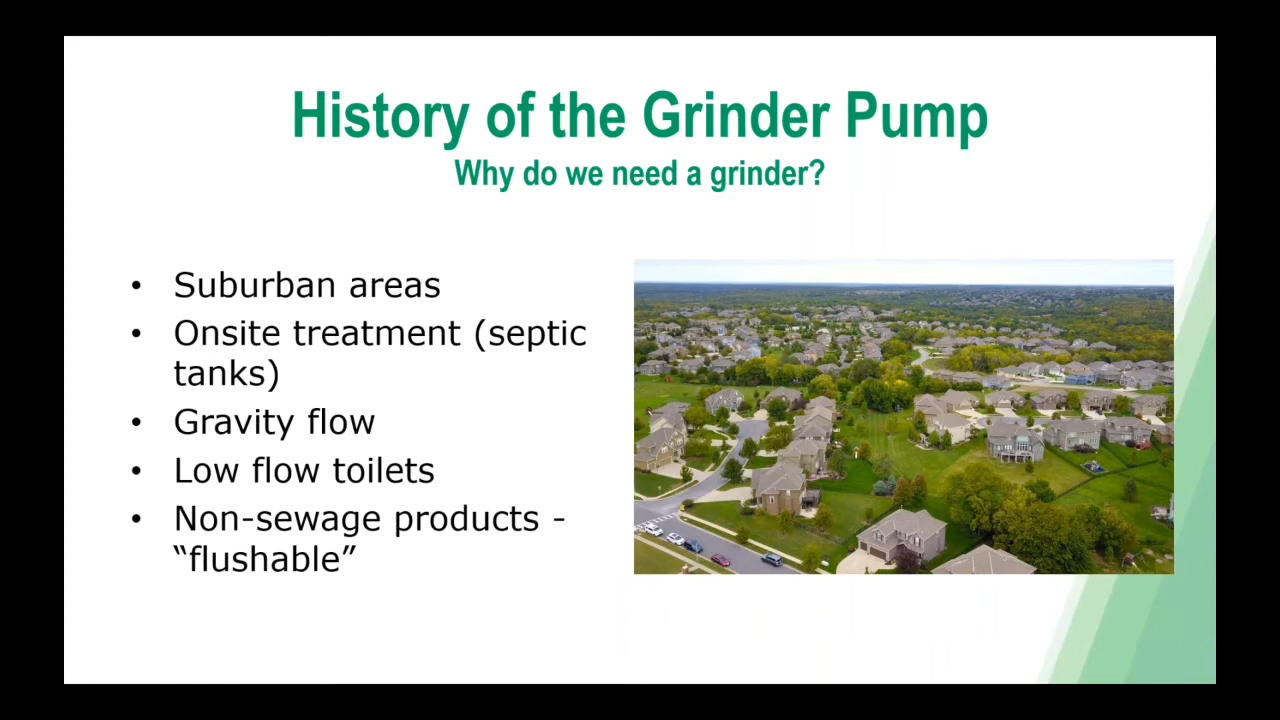 History of the Grinder Pump
Why do we need a grinder?
• Suburban areas
• Onsite treatment (septic
tanks)
• Gravity flow
• Low flow toilets
• Non-sewage products -
“flushable”